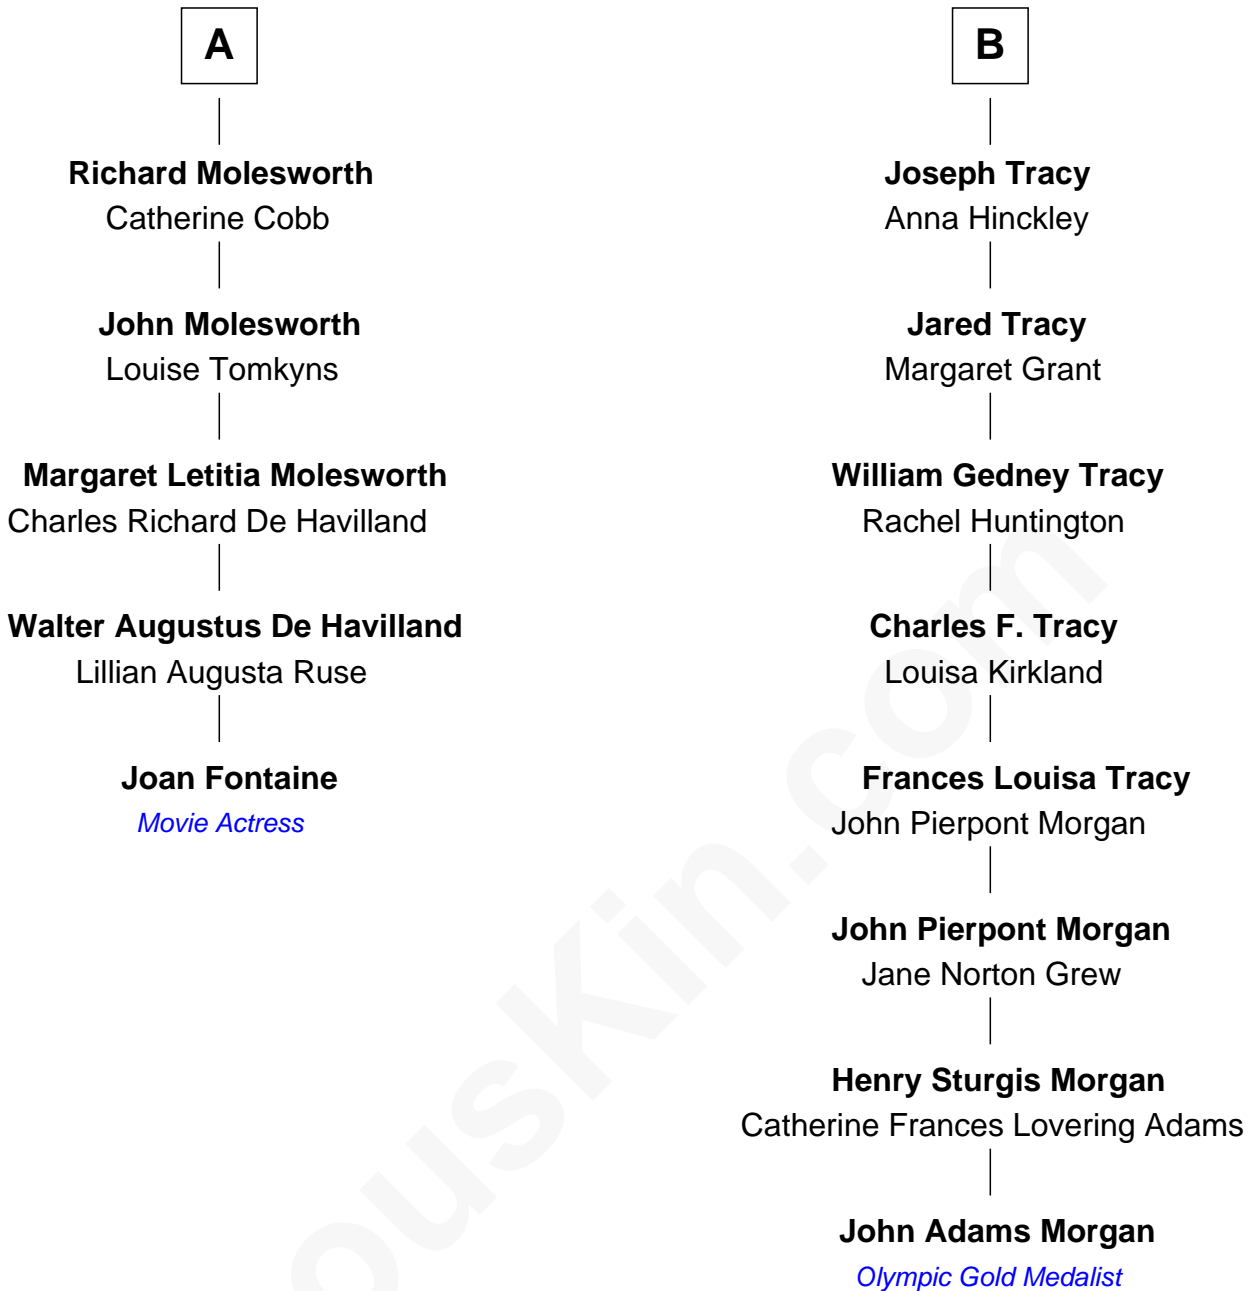 A
Richard Molesworth
Catherine Cobb
John Molesworth
Louise Tomkyns
Margaret Letitia Molesworth
Charles Richard De Havilland
Walter Augustus De Havilland
Lillian Augusta Ruse
Joan Fontaine
Movie Actress
B
Joseph Tracy
Anna Hinckley
Jared Tracy
Margaret Grant
William Gedney Tracy
Rachel Huntington
Charles F. Tracy
Louisa Kirkland
Frances Louisa Tracy
John Pierpont Morgan
John Pierpont Morgan
Jane Norton Grew
Henry Sturgis Morgan
Catherine Frances Lovering Adams
John Adams Morgan
Olympic Gold Medalist
ousKin.com